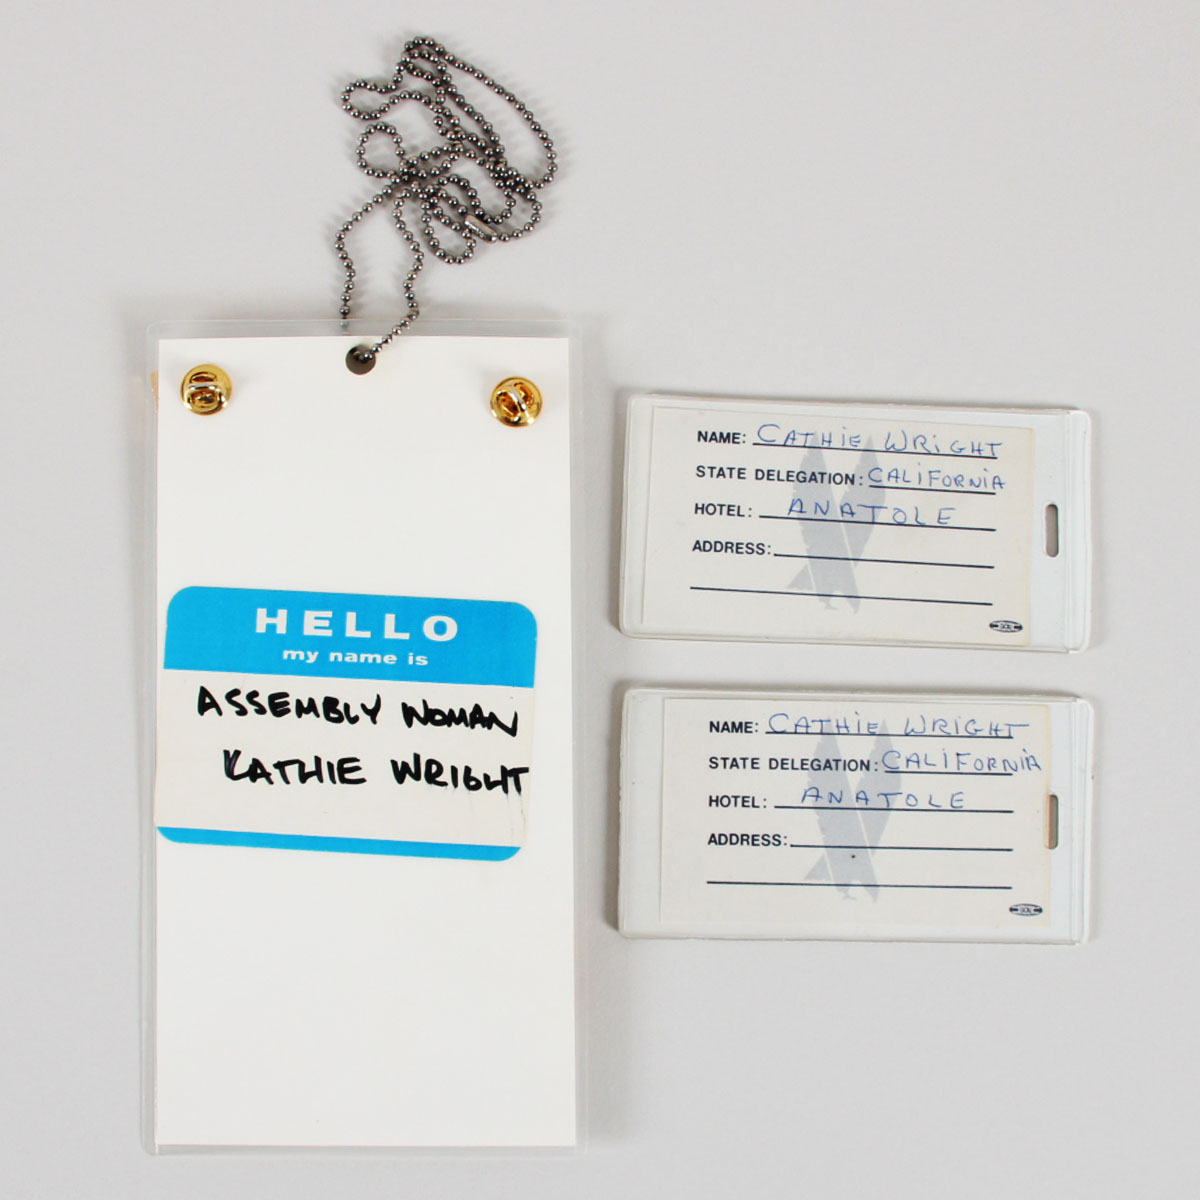 HELLO
my name is
ASSEMBLY WOMAN
KATHIE WRIGHT
NAME: CATHIE WRIGHT
STATE DELEGATION: CALIFORNIA
HOTEL: ANATOLE
ADDRESS:
NAME: CATHIE WRIGHT
STATE DELEGATION: CALIFORNIA
HOTEL: ANATOLE
ADDRESS: